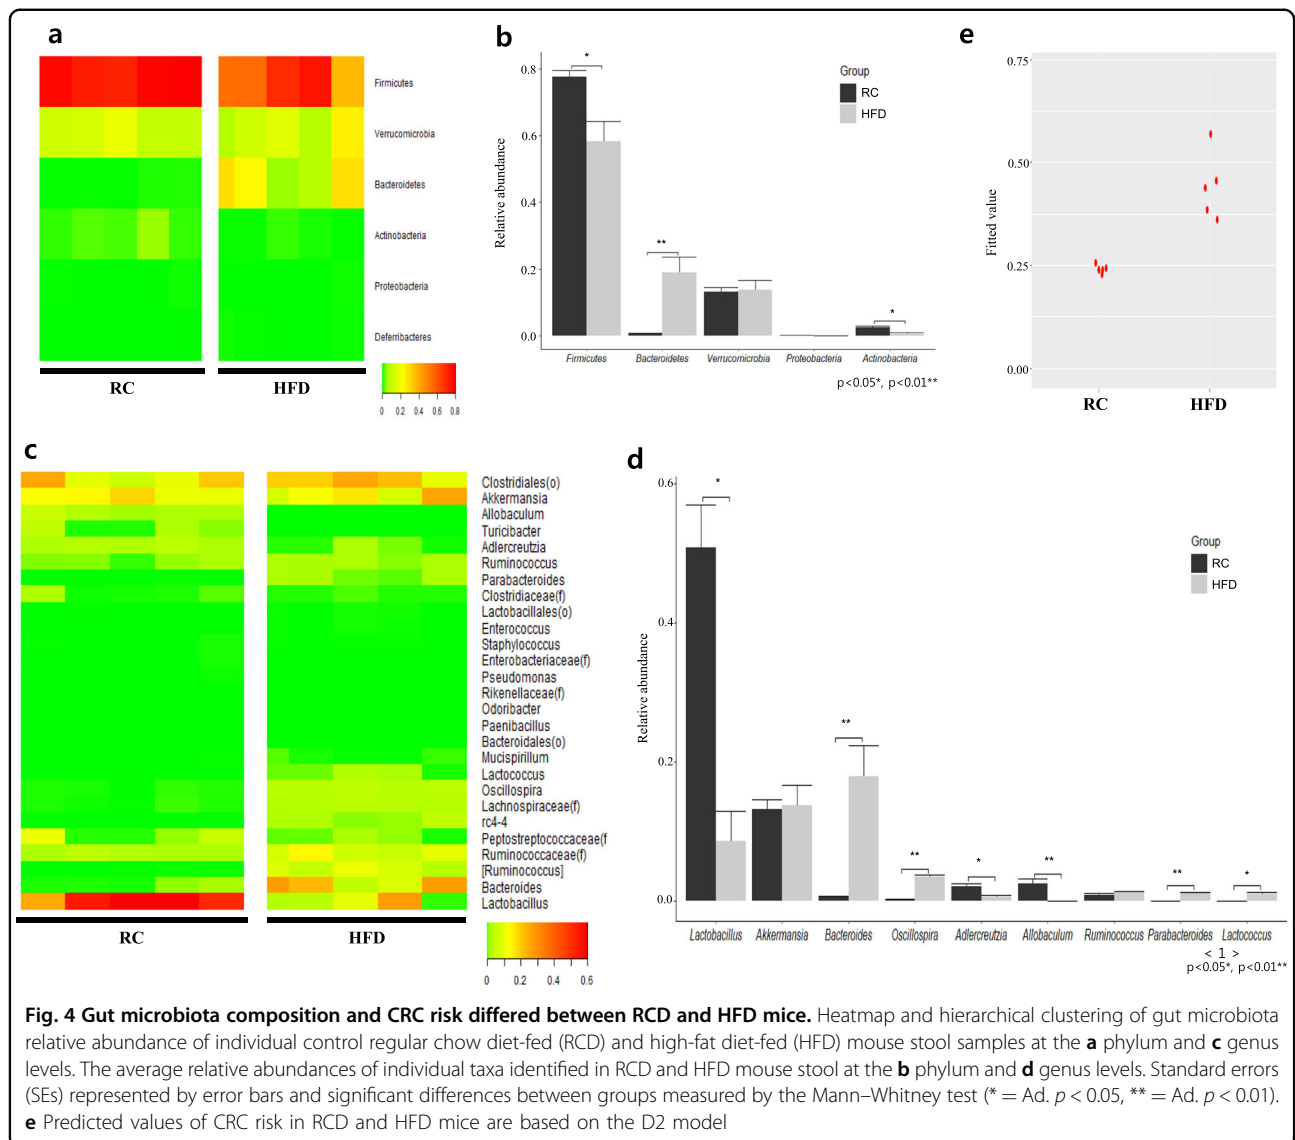 a
Firmicutes
Verrucomicrobia
Bacteroidetes
Actinobacteria
Proteobacteria
Deferribacteres
RC
HFD
0 0.2 0.4 0.6 0.8
b
Relative abundance
0.8
0.6
0.4
0.2
0.0
*
**
*
Group
RC
HFD
Firmicutes Bacteroidetes Verrucomicrobia Proteobacteria Actinobacteria
p<0.05*, p<0.01**
e
Fitted value
0.75
0.50
0.25
0.00
RC
HFD
c
Clostridiales(o)
Akkermansia
Allobaculum
Turicibacter
Adlercreutzia
Ruminococcus
Parabacteroides
Clostridiaceae(f)
Lactobacillales(o)
Enterococcus
Staphylococcus
Enterobacteriaceae(f)
Pseudomonas
Rikenellaceae(f)
Odoribacter
Paenibacillus
Bacteroidales(o)
Mucispirillum
Lactococcus
Oscillospira
Lachnospiraceae(f)
rc4-4
Peptostreptococcaceae(f
Ruminococcaceae(f)
[Ruminococcus]
Bacteroides
Lactobacillus
RC
HFD
0 0.2 0.4 0.6
d
Relative abundance
0.6
0.4
0.2
0.0
*
**
**
*
**
**
*
Group
RC
HFD
Lactobacillus Akkermansia Bacteroides Oscillospira Adlercreutzia Allobaculum Ruminococcus Parabacteroides Lactococcus
< 1 >
p<0.05*, p<0.01**
Fig. 4 Gut microbiota composition and CRC risk differed between RCD and HFD mice. Heatmap and hierarchical clustering of gut microbiota
relative abundance of individual control regular chow diet-fed (RCD) and high-fat diet-fed (HFD) mouse stool samples at the a phylum and c genus
levels. The average relative abundances of individual taxa identified in RCD and HFD mouse stool at the b phylum and d genus levels. Standard errors
(SEs) represented by error bars and significant differences between groups measured by the Mann–Whitney test (* = Ad. p < 0.05, ** = Ad. p < 0.01).
e Predicted values of CRC risk in RCD and HFD mice are based on the D2 model